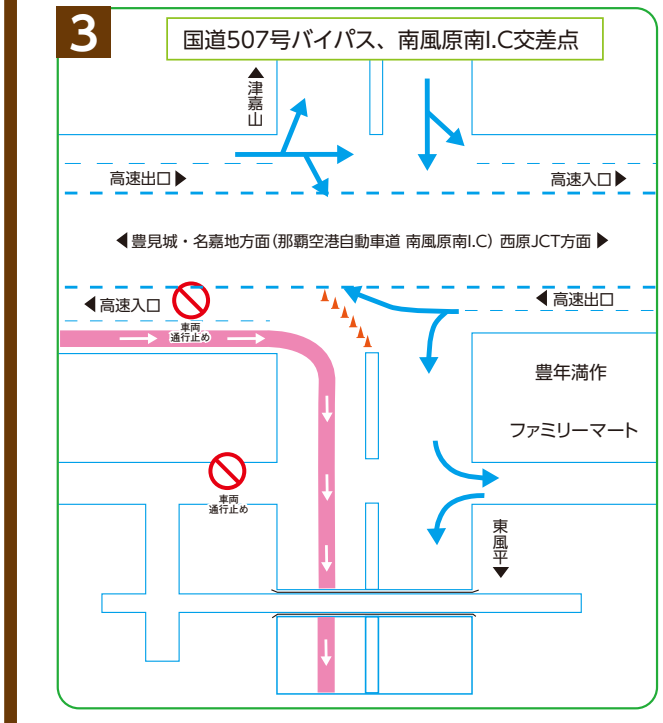 3
国道507号バイパス、南風原南I.C交差点
▲津嘉山
高速出口▶
高速入口▶
◀豊見城・名嘉地方面(那覇空港自動車道 南風原南I.C) 西原JCT方面▶
◀高速入口
◀高速出口
車両
通行止め
豊年満作
ファミリーマート
車両
通行止め
東風平▼